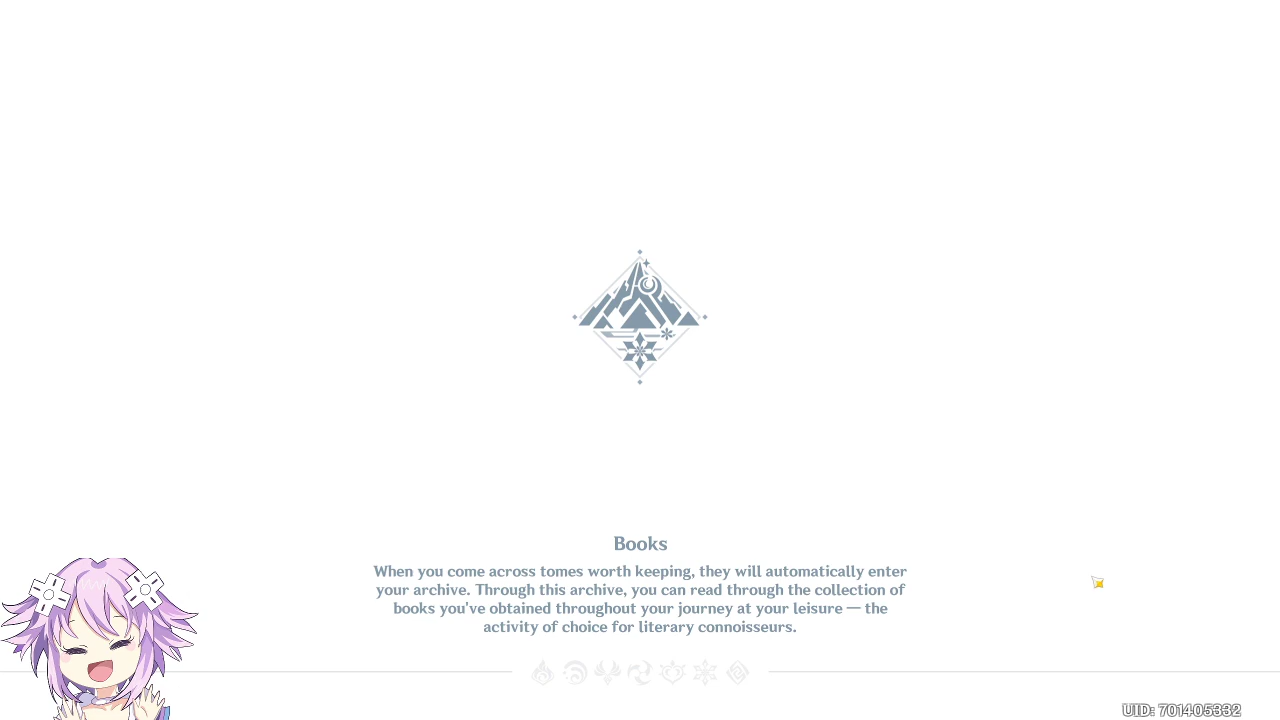 Books
When you come across tomes worth keeping, they will automatically enter
your archive. Through this archive, you can read through the collection of
books you've obtained throughout your journey at your leisure — the
activity of choice for literary connoisseurs.
UID: 701405332